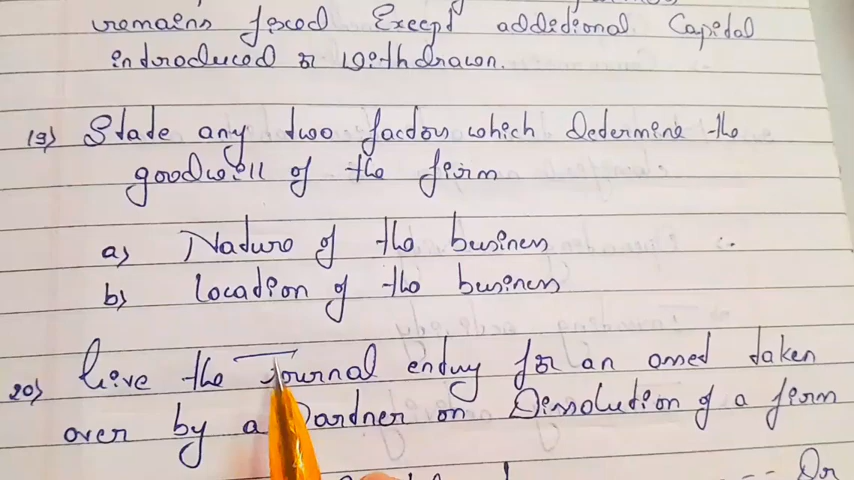 remains fixed Except additional Capital
introduced or withdrawn.
19) State any two factors which determine the
goodwill of the firm
a) Nature of the business
b) location of the business
20) Give the Journal entry for an asset taken
over by a Partner on Dissolution of a firm
--- Dr